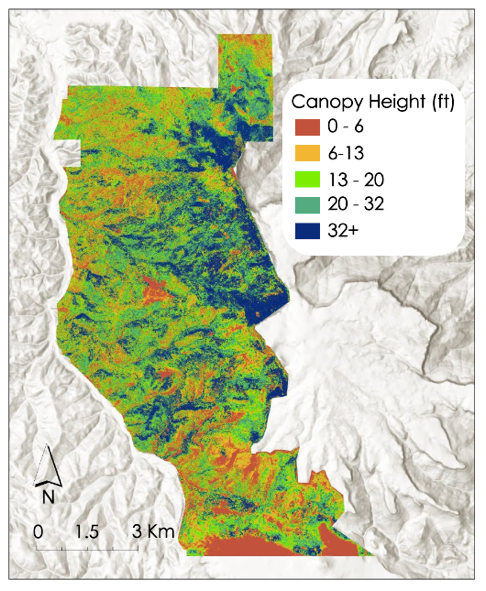 Canopy Height (ft)
0 - 6
6-13
13 - 20
20 - 32
32+
N
0 1.5 3 Km